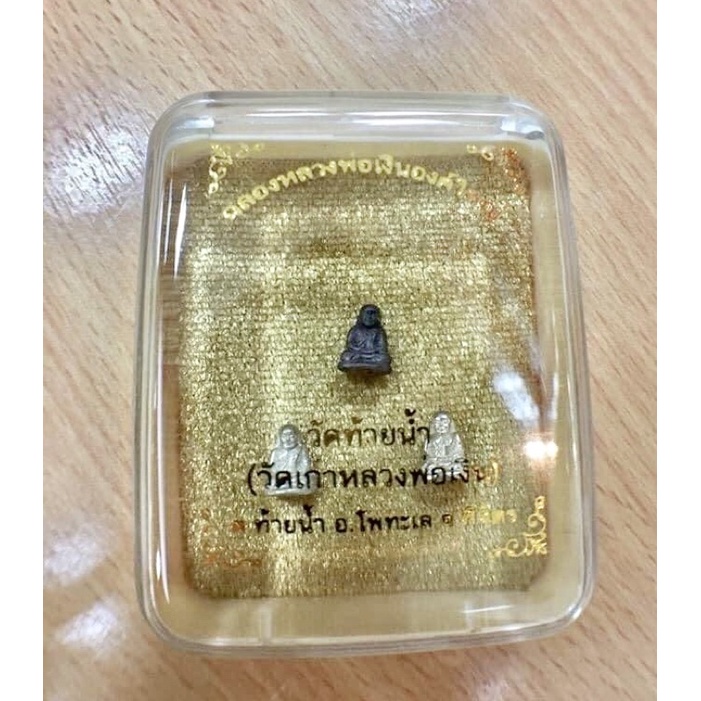 ฉลองหลวงพ่อเงินองค์ดำ
วัดท้ายน้ำ
(วัดเก่าหลวงพ่อเงิน)
ต.ท้ายน้ำ อ.โพทะเล จ.พิจิตร